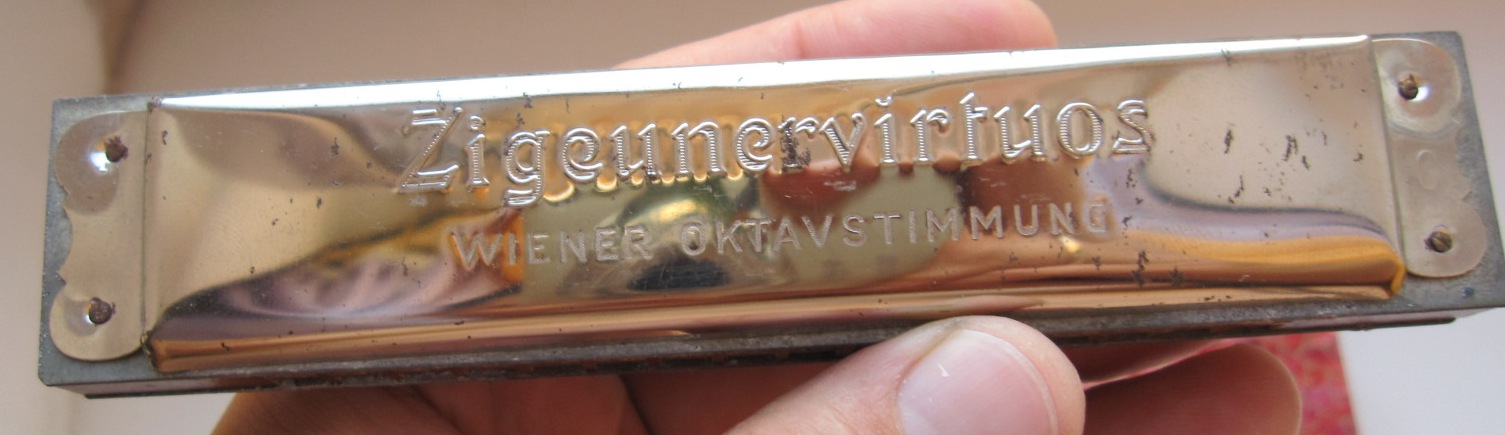 Zigeunervirtuos
WIENER OKTAVSTIMMUNG